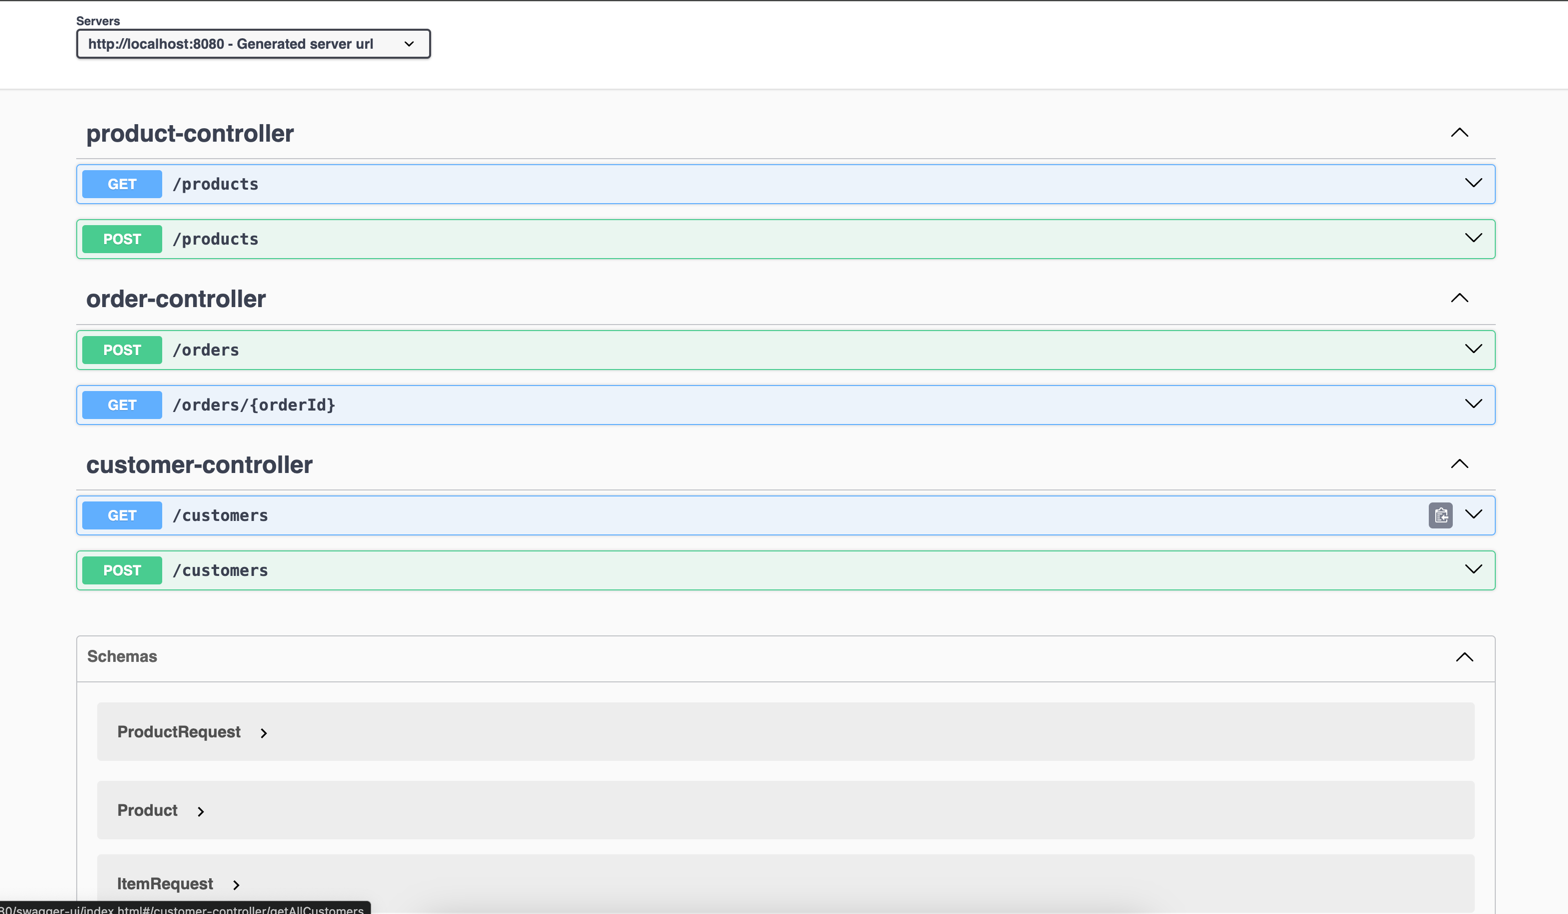 Servers
http://localhost:8080 - Generated server url
product-controller
GET /products
POST /products
order-controller
POST /orders
GET /orders/{orderId}
customer-controller
GET /customers
POST /customers
Schemas
ProductRequest
Product
ItemRequest
80/swagger-ui/index.html#/customer-controller/getAllCustomers